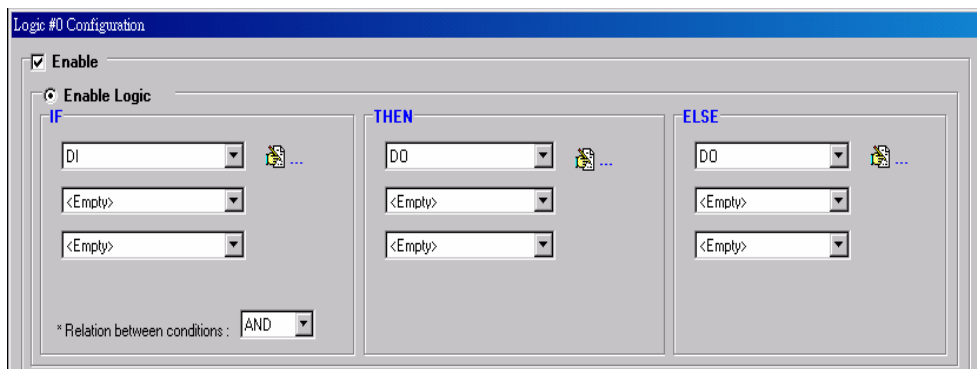 Logic #0 Configuration
Enable
Enable Logic
IF THEN ELSE
DI ... DO ... DO ...
<Empty> <Empty> <Empty>
<Empty> <Empty> <Empty>
* Relation between conditions : AND